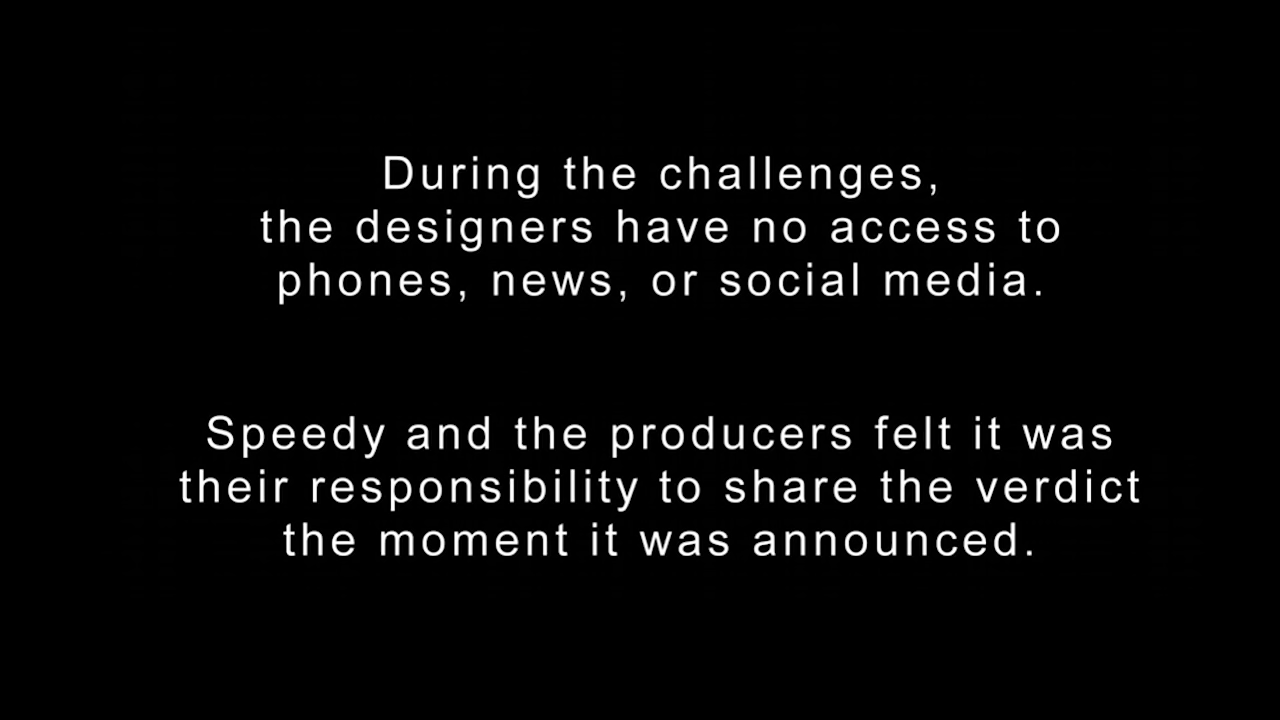 During the challenges,
the designers have no access to
phones, news, or social media.
Speedy and the producers felt it was
their responsibility to share the verdict
the moment it was announced.